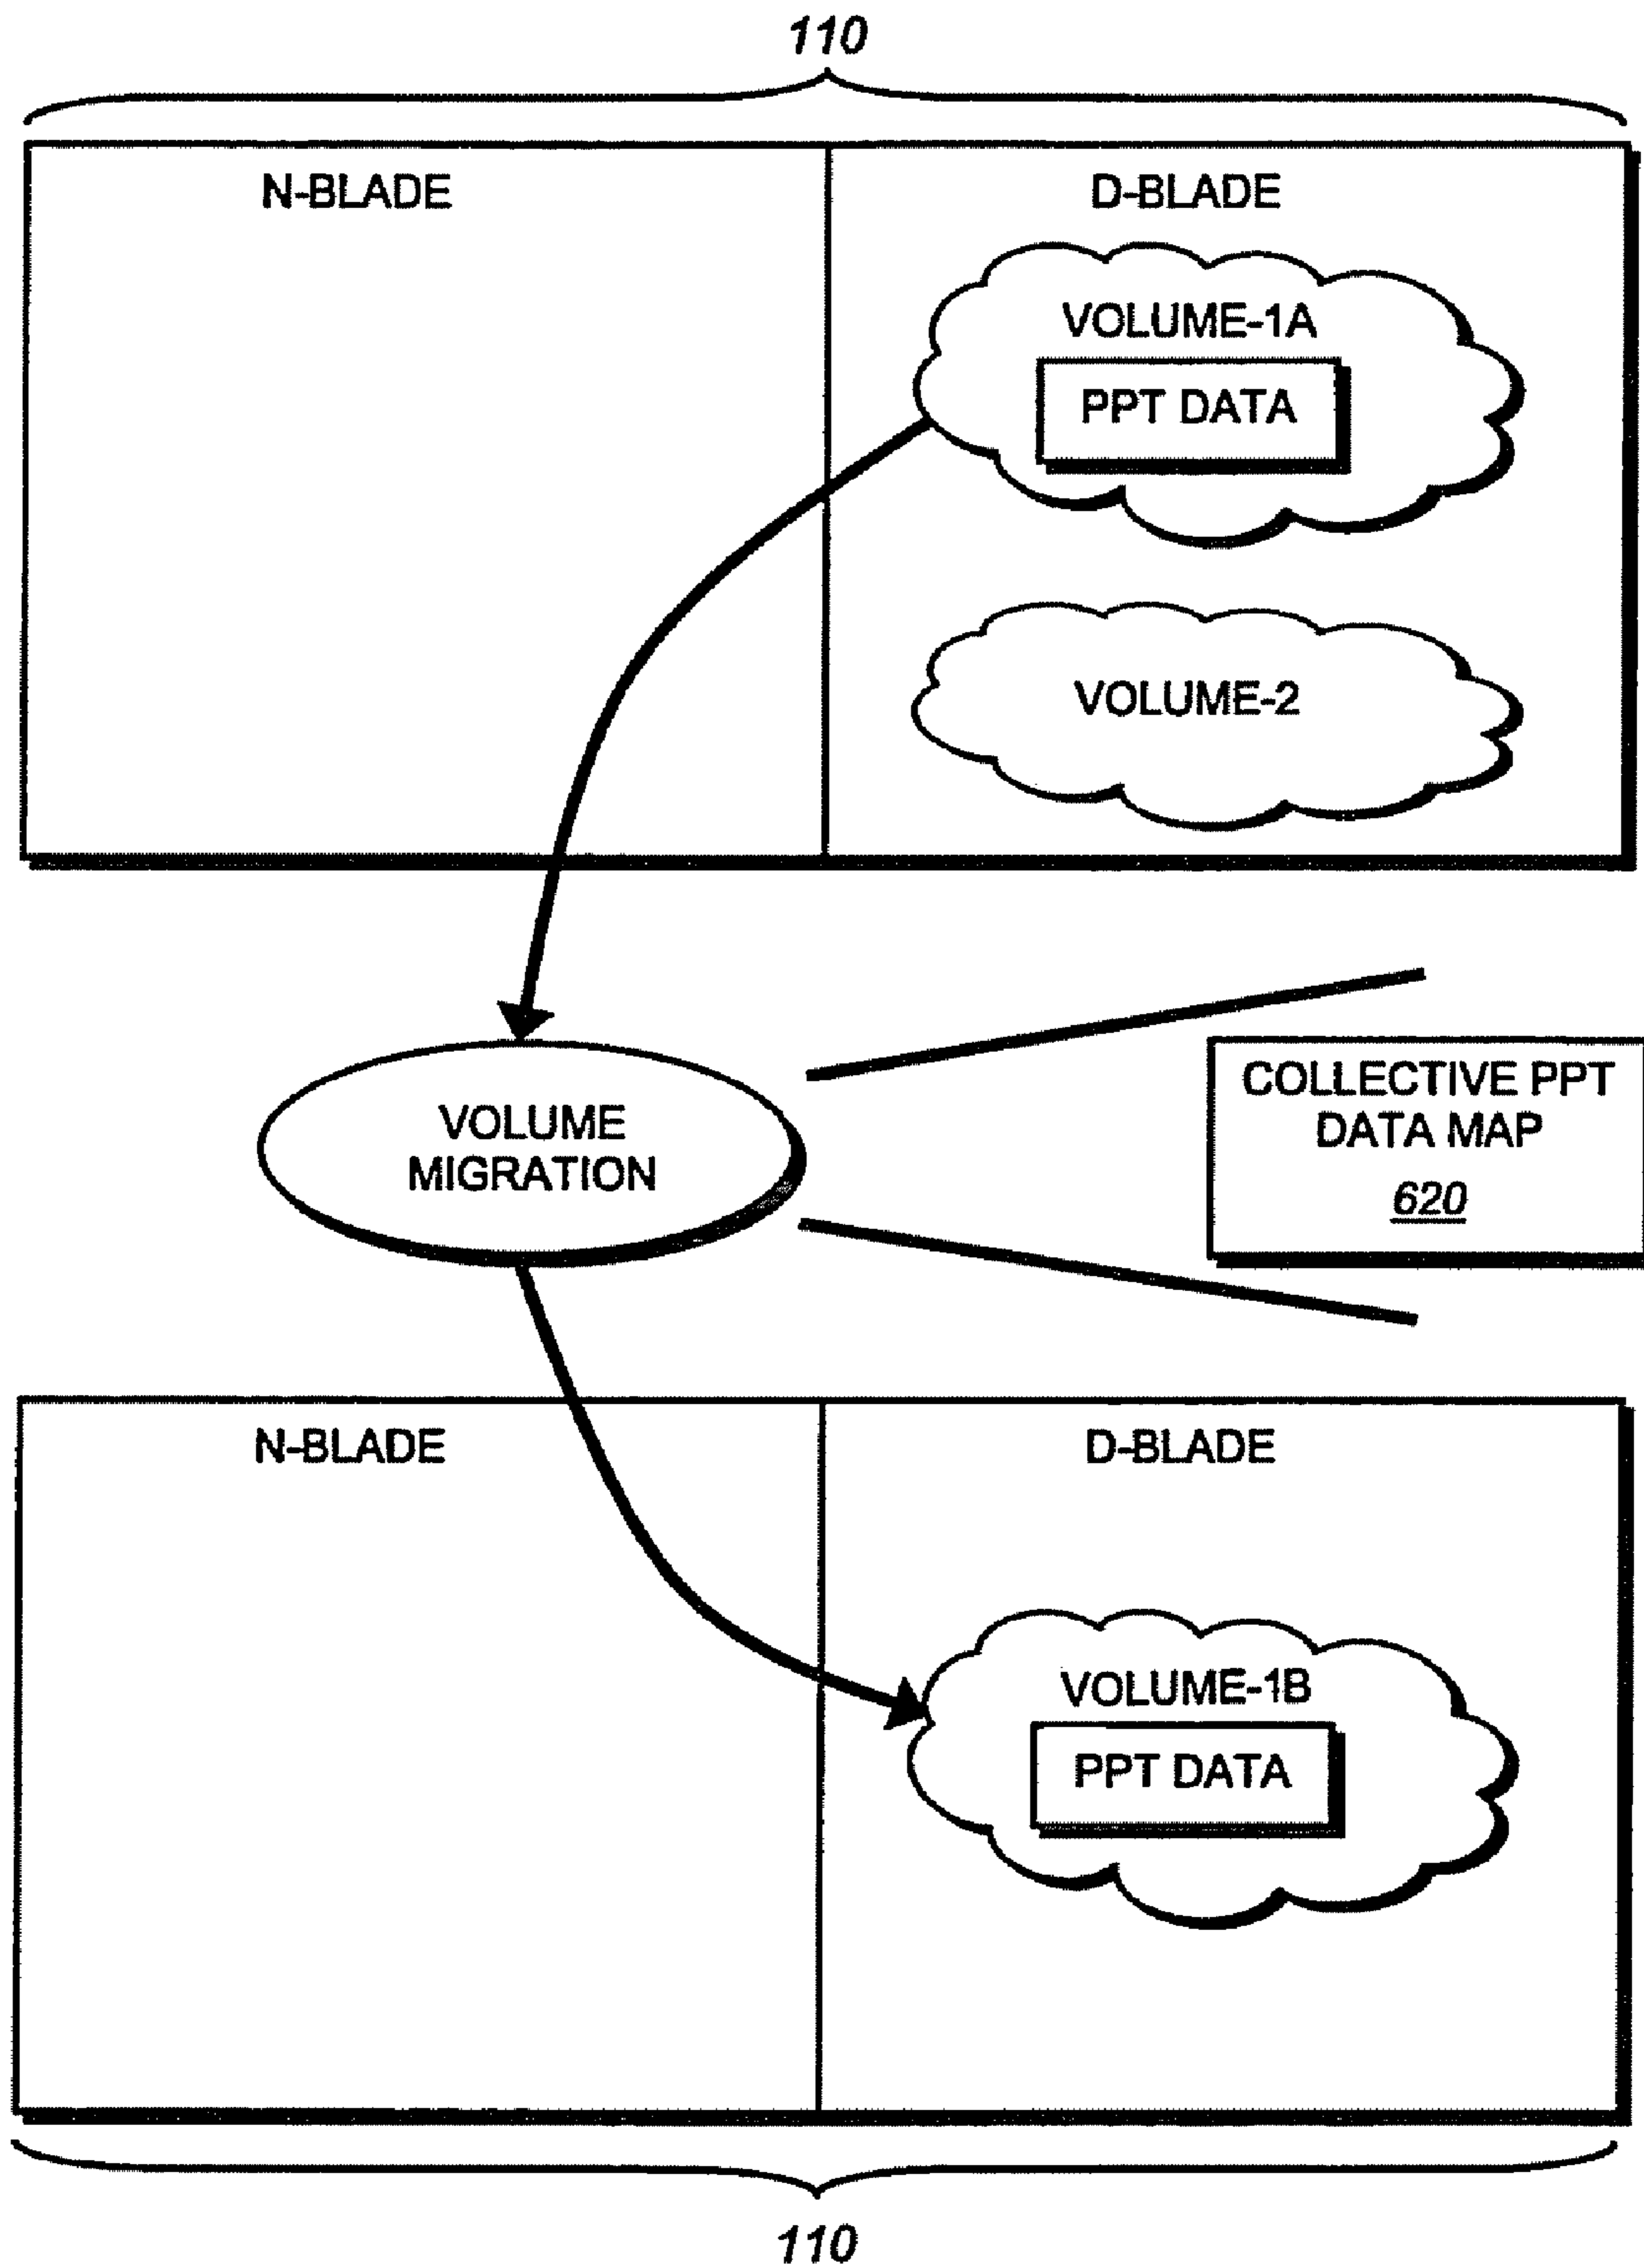 110
N-BLADE
D-BLADE
VOLUME-1A
PPT DATA
VOLUME-2
VOLUME
MIGRATION
COLLECTIVE PPT
DATA MAP
620
N-BLADE
D-BLADE
VOLUME-1B
PPT DATA
110